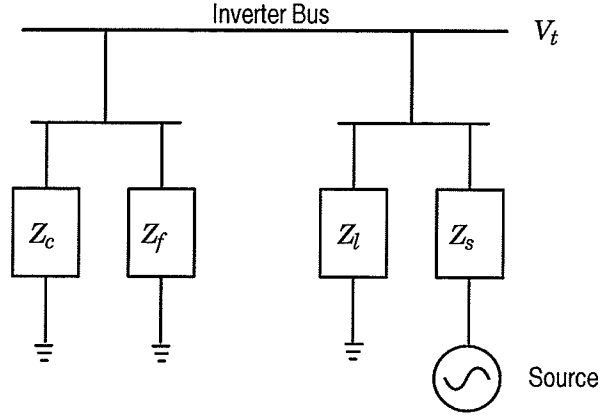 Inverter Bus
V_t
Z_c
Z_f
Z_l
Z_s
Source